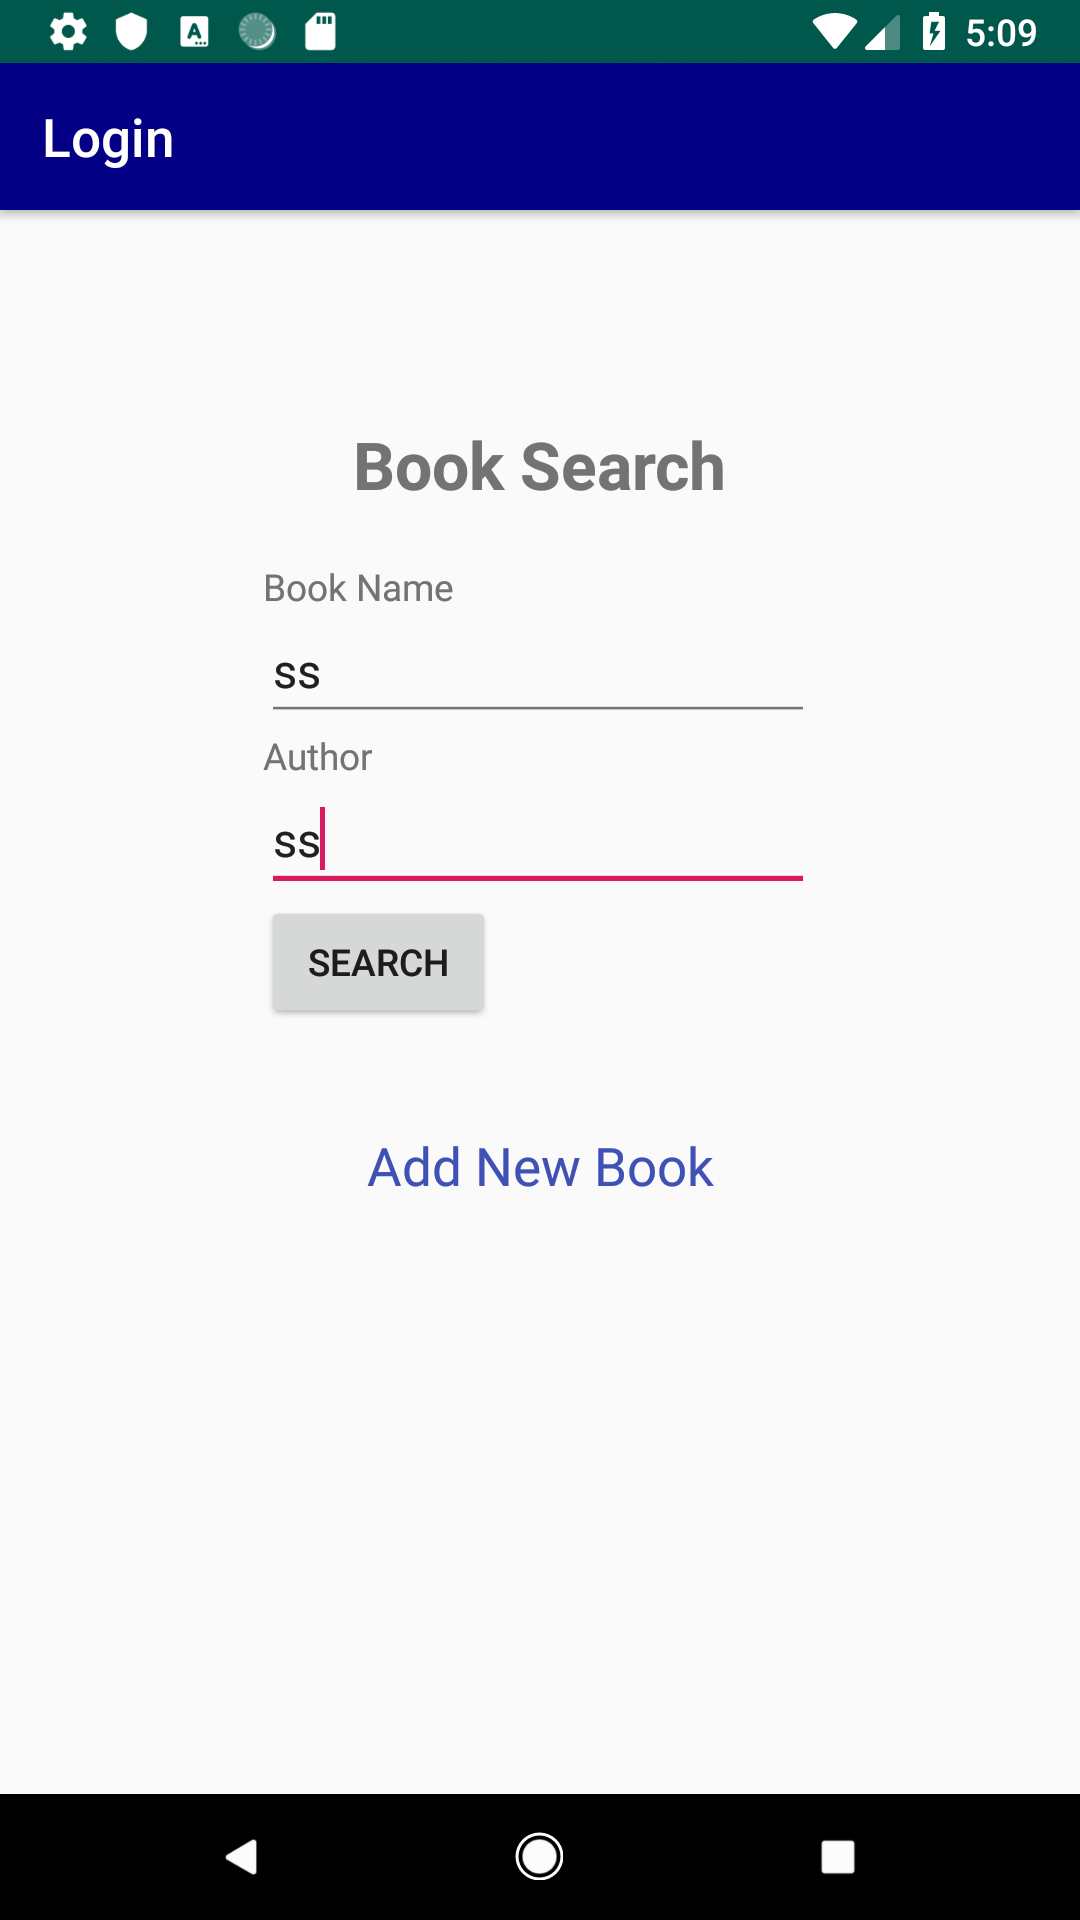 5:09
Login
Book Search
Book Name
ss
Author
ss
SEARCH
Add New Book